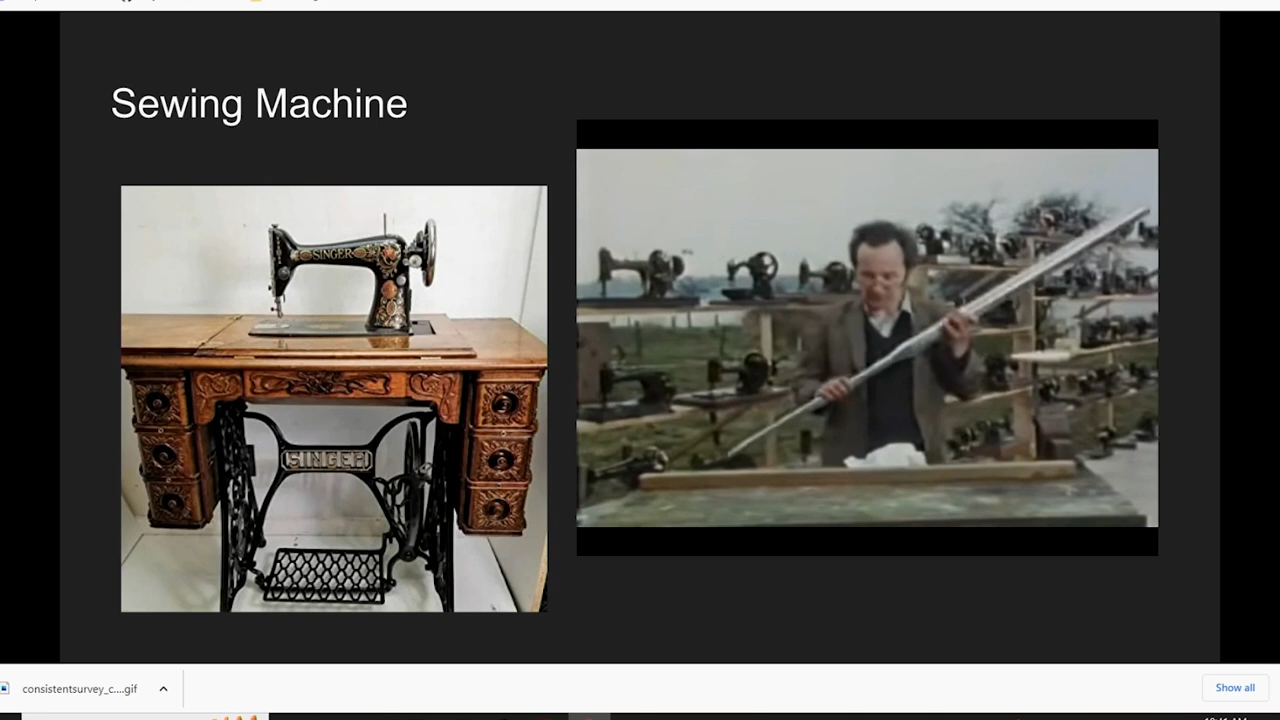 Sewing Machine
SINGER
SINGER
consistentsurvey_c....gif
Show all